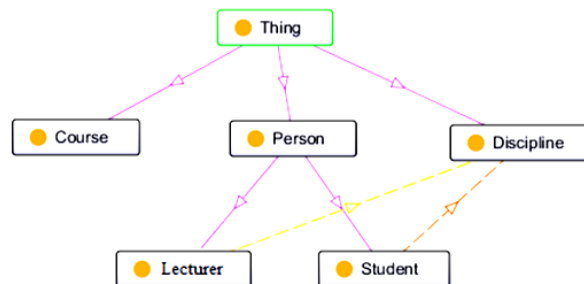 Thing
Course
Person
Discipline
Lecturer
Student